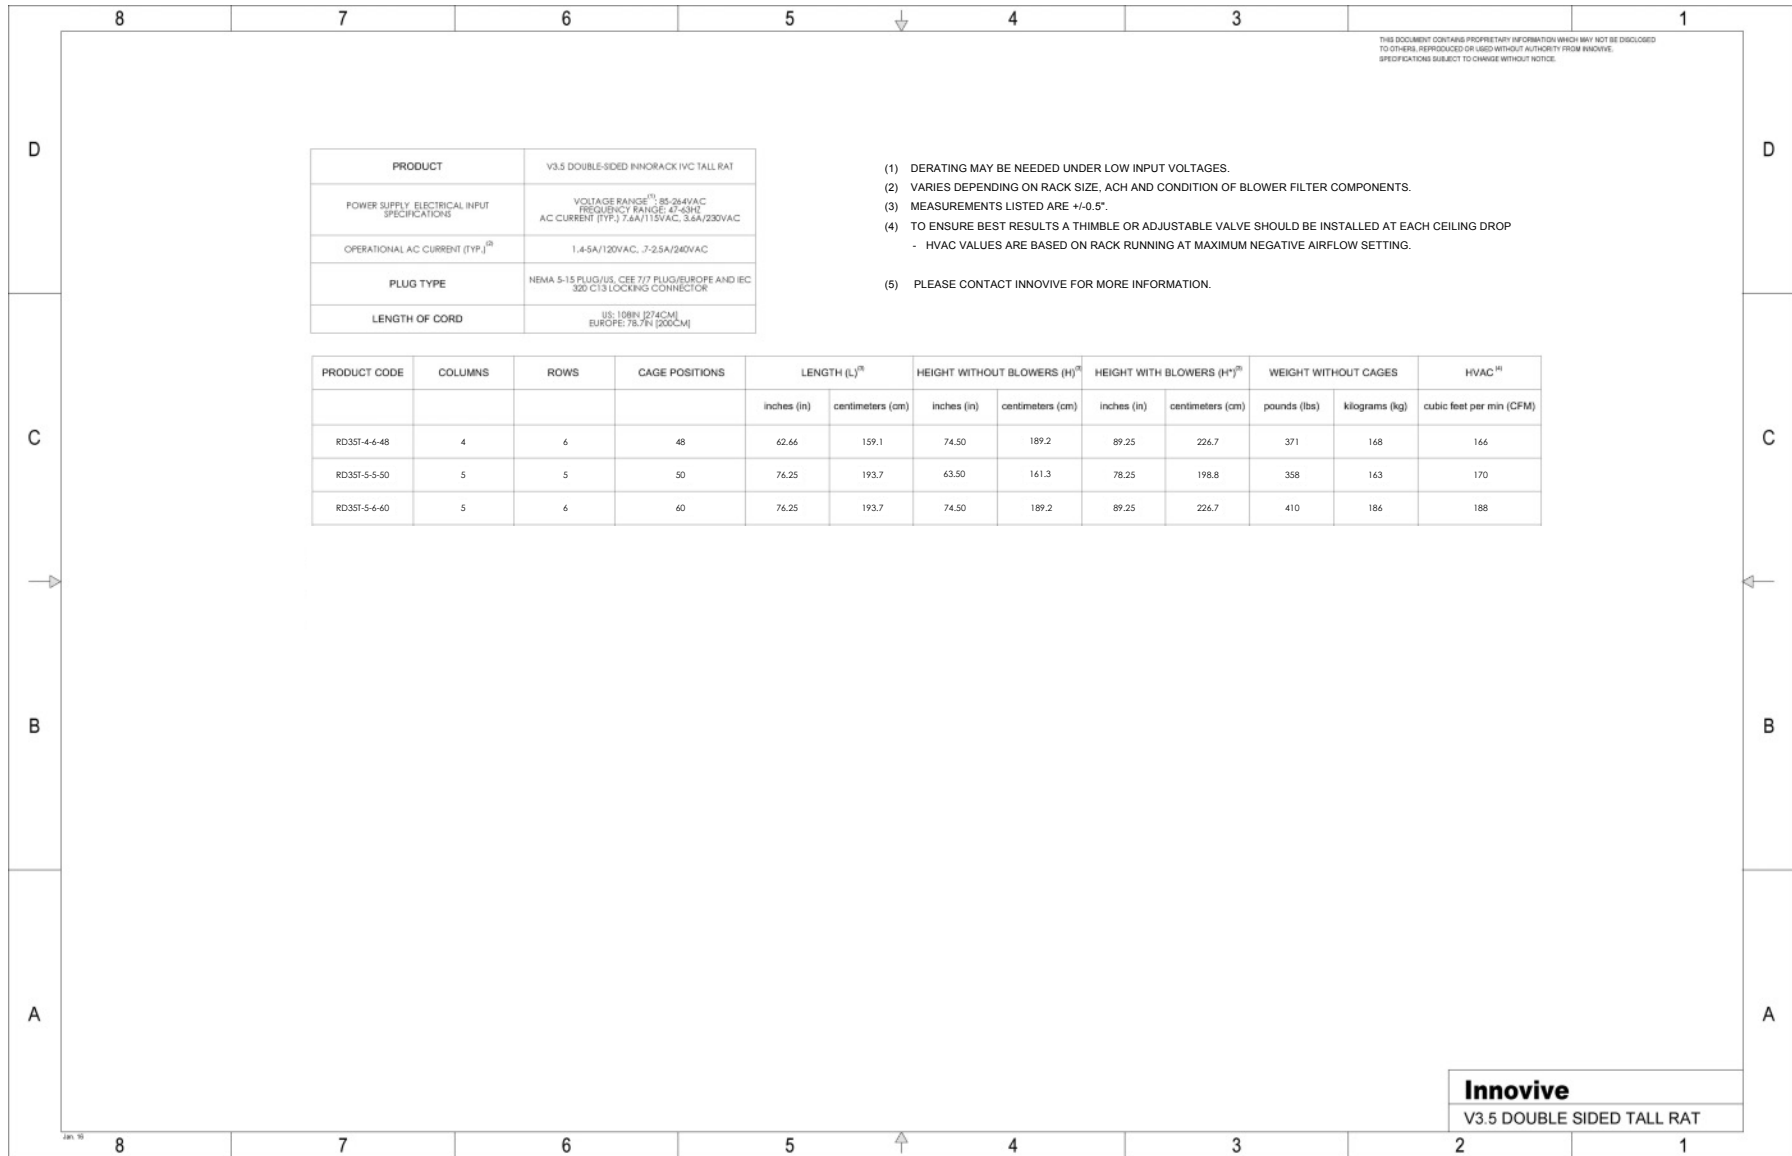 8 7 6 5 4 3 1
THIS DOCUMENT CONTAINS PROPRIETARY INFORMATION WHICH MAY NOT BE DISCLOSED
TO OTHERS, REPRODUCED OR USED WITHOUT AUTHORITY FROM INNOVIVE.
SPECIFICATIONS SUBJECT TO CHANGE WITHOUT NOTICE.
D D
PRODUCT V3.5 DOUBLE-SIDED INNORACK IVC TALL RAT
POWER SUPPLY ELECTRICAL INPUT
SPECIFICATIONS
VOLTAGE RANGE(1): 85-264VAC
FREQUENCY RANGE: 47-63HZ
AC CURRENT (TYP.) 7.6A/115VAC, 3.6A/230VAC
OPERATIONAL AC CURRENT (TYP.)(2) 1.4-5A/120VAC, .7-2.5A/240VAC
PLUG TYPE
NEMA 5-15 PLUG/US, CEE 7/7 PLUG/EUROPE AND IEC
320 C13 LOCKING CONNECTOR
LENGTH OF CORD
US: 108IN [274CM]
EUROPE: 78.7IN [200CM]
(1) DERATING MAY BE NEEDED UNDER LOW INPUT VOLTAGES.
(2) VARIES DEPENDING ON RACK SIZE, ACH AND CONDITION OF BLOWER FILTER COMPONENTS.
(3) MEASUREMENTS LISTED ARE +/-0.5".
(4) TO ENSURE BEST RESULTS A THIMBLE OR ADJUSTABLE VALVE SHOULD BE INSTALLED AT EACH CEILING DROP
- HVAC VALUES ARE BASED ON RACK RUNNING AT MAXIMUM NEGATIVE AIRFLOW SETTING.
(5) PLEASE CONTACT INNOVIVE FOR MORE INFORMATION.
PRODUCT CODE COLUMNS ROWS CAGE POSITIONS LENGTH (L)(3) HEIGHT WITHOUT BLOWERS (H)(3) HEIGHT WITH BLOWERS (H*)(3) WEIGHT WITHOUT CAGES HVAC (4)
inches (in) centimeters (cm) inches (in) centimeters (cm) inches (in) centimeters (cm) pounds (lbs) kilograms (kg) cubic feet per min (CFM)
RD35T-4-6-48 4 6 48 62.66 159.1 74.50 189.2 89.25 226.7 371 168 166
RD35T-5-5-50 5 5 50 76.25 193.7 63.50 161.3 78.25 198.8 358 163 170
RD35T-5-6-60 5 6 60 76.25 193.7 74.50 189.2 89.25 226.7 410 186 188
C C
B B
A A
Innovive
V3.5 DOUBLE SIDED TALL RAT
Jan. 16
8 7 6 5 4 3 2 1